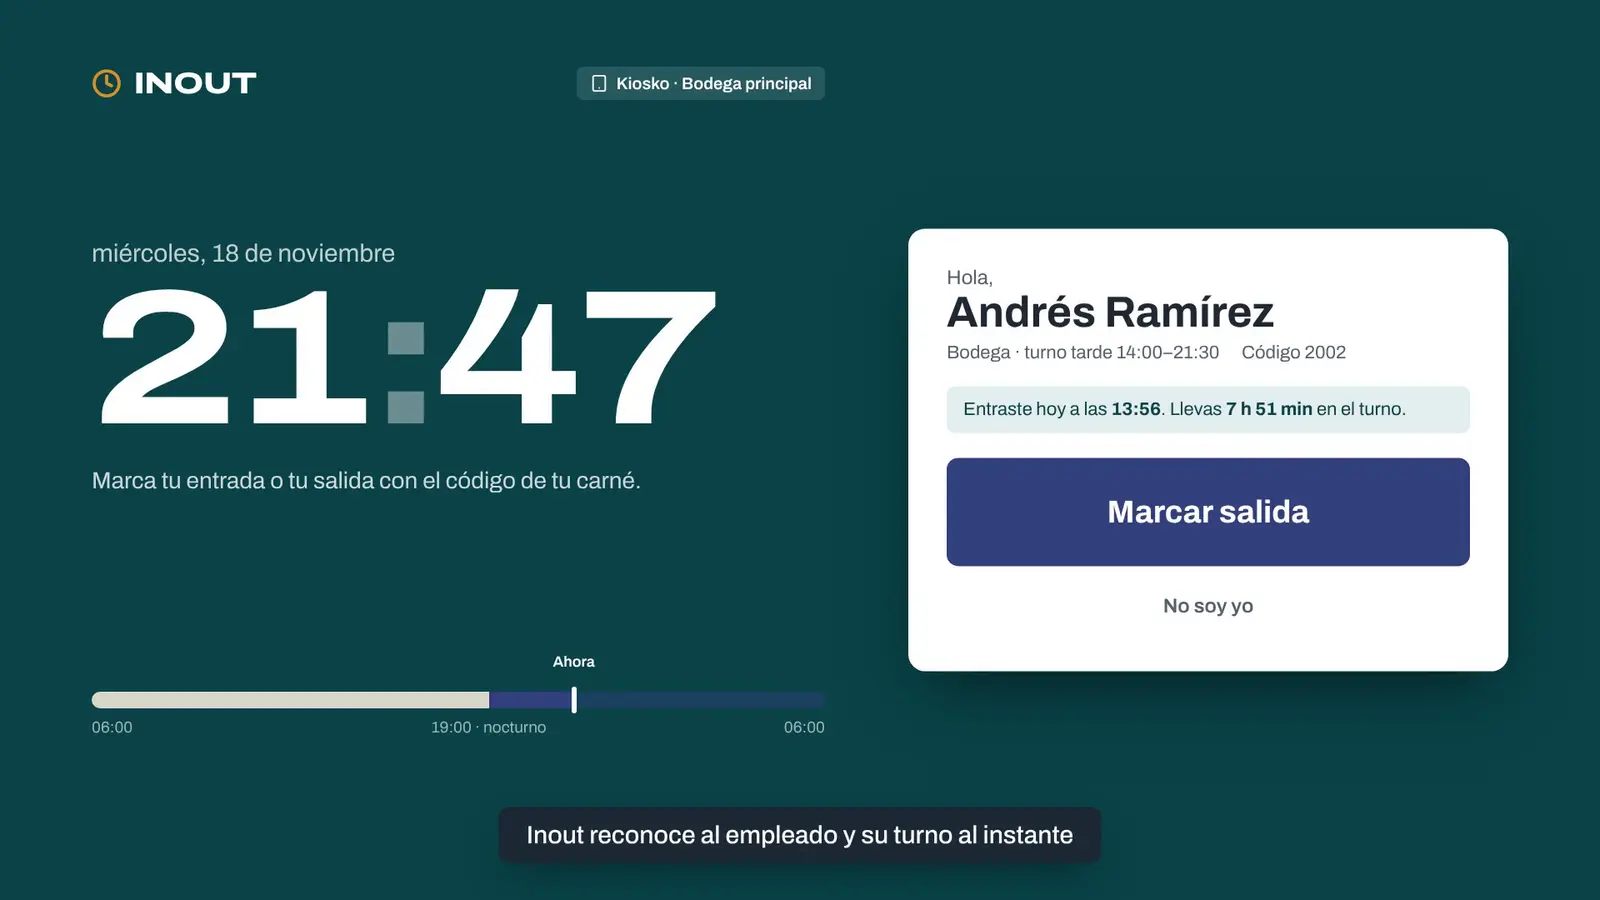 INOUT
Kiosko · Bodega principal
miércoles, 18 de noviembre
21:47
Marca tu entrada o tu salida con el código de tu carné.
Ahora
06:00
19:00 · nocturno
06:00
Hola,
Andrés Ramírez
Bodega · turno tarde 14:00–21:30 Código 2002
Entraste hoy a las 13:56. Llevas 7 h 51 min en el turno.
Marcar salida
No soy yo
Inout reconoce al empleado y su turno al instante